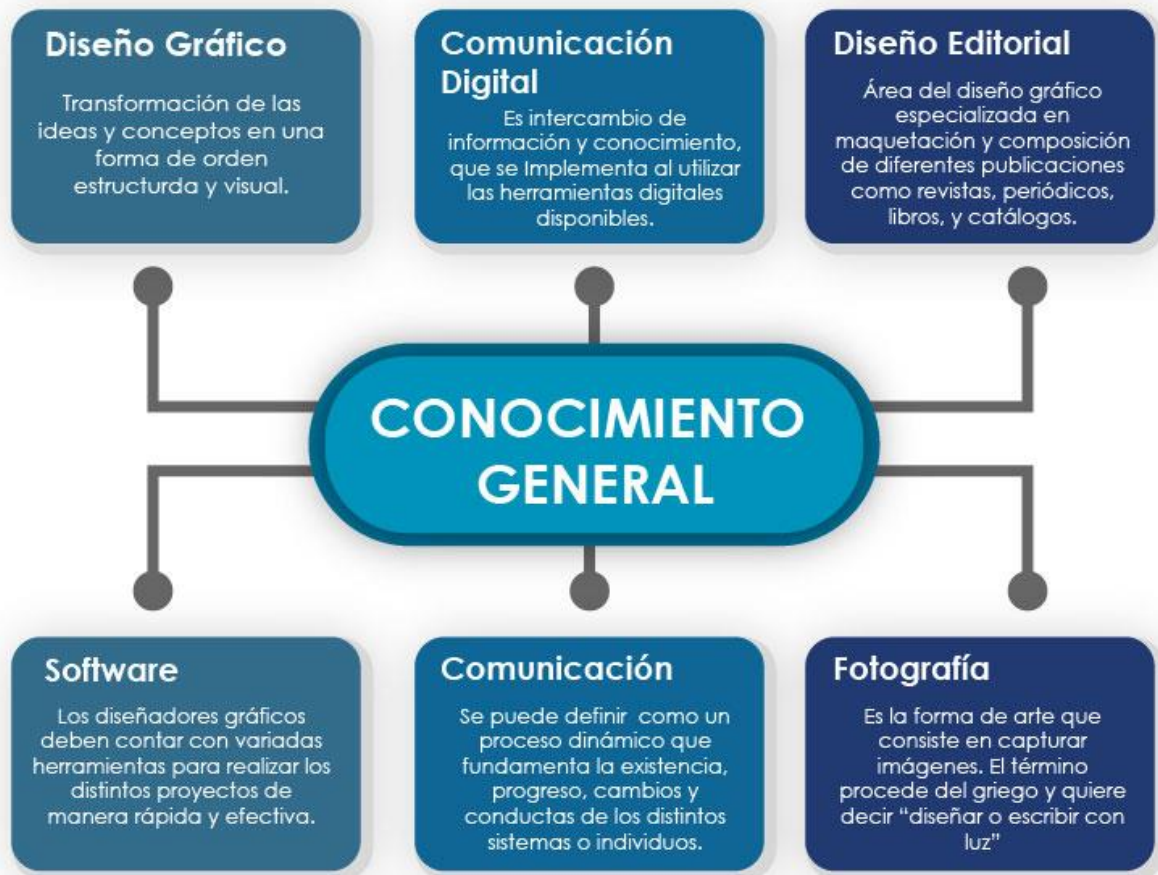 Diseño Gráfico
Transformación de las
ideas y conceptos en una
forma de orden
estructurda y visual.
Comunicación
Digital
Es intercambio de
información y conocimiento,
que se Implementa al utilizar
las herramientas digitales
disponibles.
Diseño Editorial
Área del diseño gráfico
especializada en
maquetación y composición
de diferentes publicaciones
como revistas, periódicos,
libros, y catálogos.
CONOCIMIENTO
GENERAL
Software
Los diseñadores gráficos
deben contar con variadas
herramientas para realizar los
distintos proyectos de
manera rápida y efectiva.
Comunicación
Se puede definir como un
proceso dinámico que
fundamenta la existencia,
progreso, cambios y
conductas de los distintos
sistemas o individuos.
Fotografía
Es la forma de arte que
consiste en capturar
imágenes. El término
procede del griego y quiere
decir “diseñar o escribir con
luz”